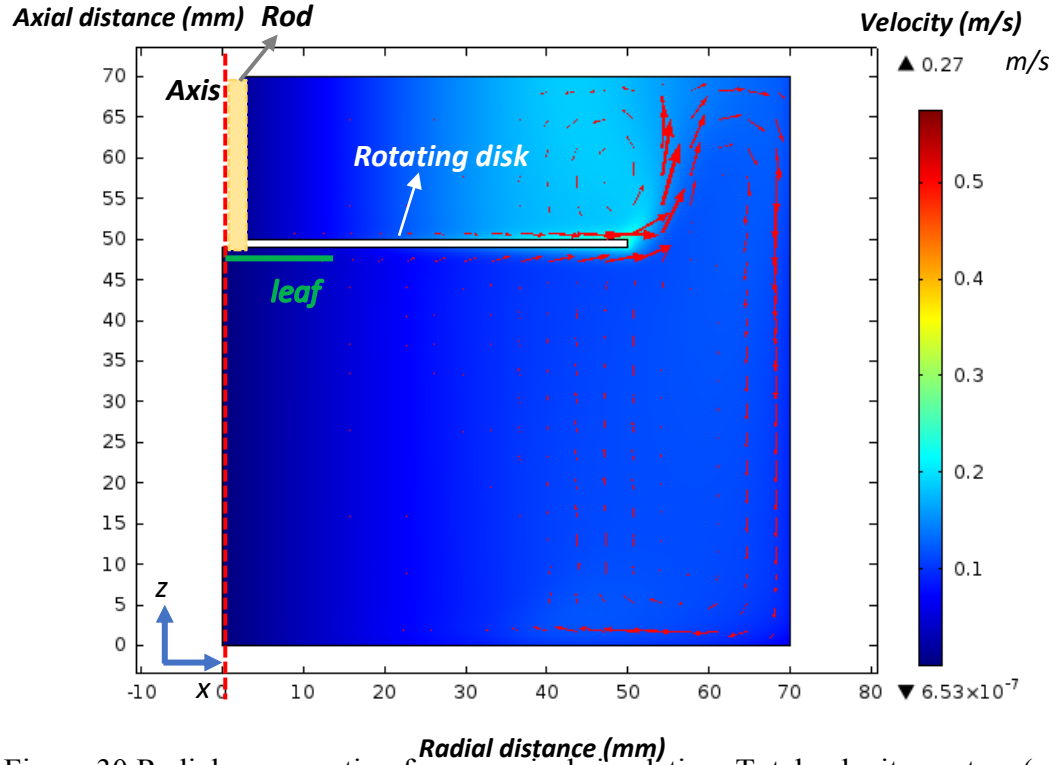 Axial distance (mm) Rod
Velocity (m/s)
▲ 0.27 m/s
Axis
Rotating disk
leaf
70
65
60
55
50
45
40
35
30
25
20
15
10
5
0
z
x
-10 0 10 20 30 40 50 60 70 80
0.5
0.4
0.3
0.2
0.1
▼ 6.53×10⁻⁷
Radial distance (mm)